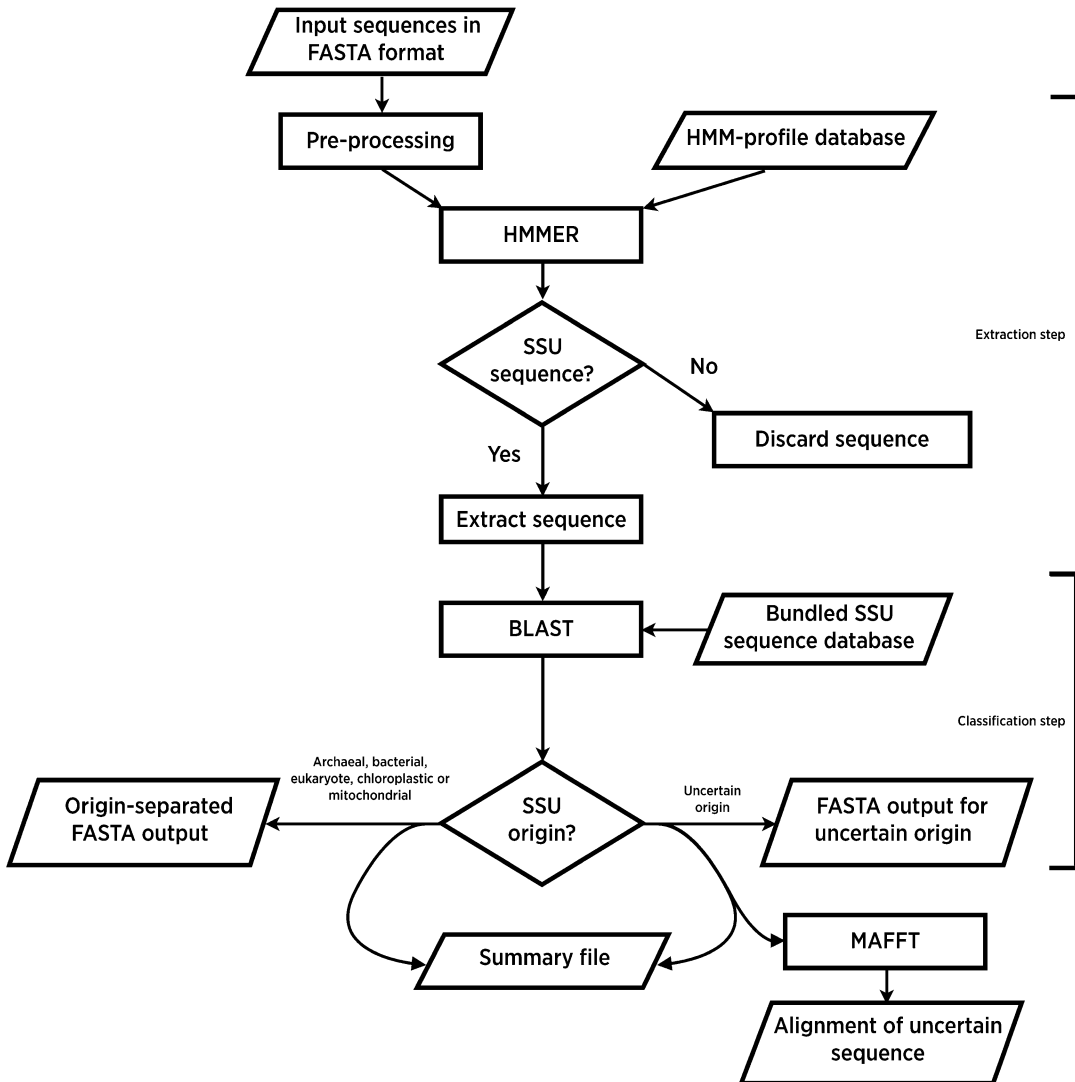 Input sequences in
FASTA format
Pre-processing
HMM-profile database
HMMER
SSU
sequence?
No
Extraction step
Discard sequence
Yes
Extract sequence
BLAST
Bundled SSU
sequence database
Classification step
Archaeal, bacterial,
eukaryote, chloroplastic or
mitochondrial
Uncertain
origin
Origin-separated
FASTA output
SSU
origin?
FASTA output for
uncertain origin
MAFFT
Summary file
Alignment of uncertain
sequence